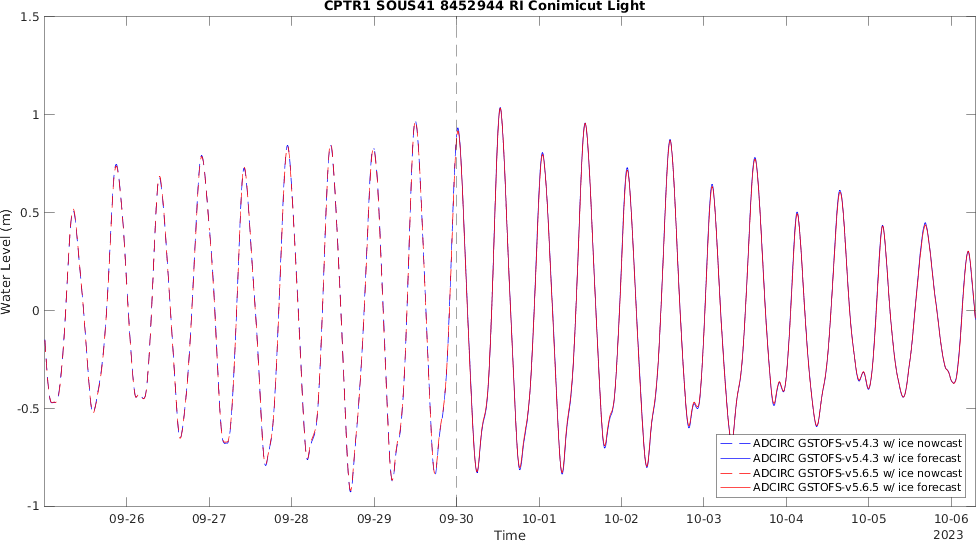 CPTR1 SOUS41 8452944 RI Conimicut Light
1.5
1
0.5
0
-0.5
-1
Water Level (m)
09-26 09-27 09-28 09-29 09-30 10-01 10-02 10-03 10-04 10-05 10-06
2023
Time
ADCIRC GSTOFS-v5.4.3 w/ ice nowcast
ADCIRC GSTOFS-v5.4.3 w/ ice forecast
ADCIRC GSTOFS-v5.6.5 w/ ice nowcast
ADCIRC GSTOFS-v5.6.5 w/ ice forecast